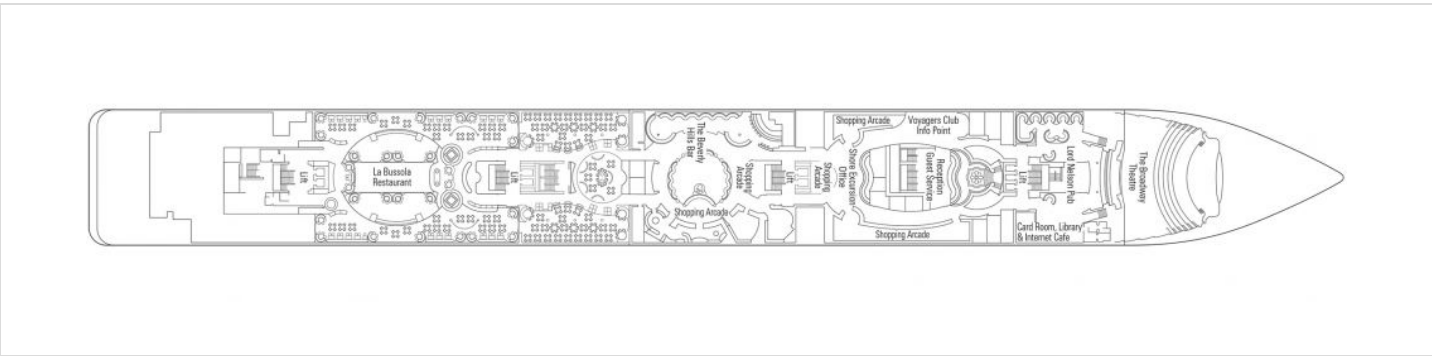 Lift
La Bussola
Restaurant
Lift
The Beverly
Hills Bar
Shopping
Arcade
Shopping Arcade
Lift
Shopping
Arcade
Shopping Arcade
Voyagers Club
Info Point
Shore Excursion
Office
Reception
Guest Service
Shopping Arcade
Lift
Lord Nelson Pub
Card Room, Library
& Internet Cafe
The Broadway
Theatre